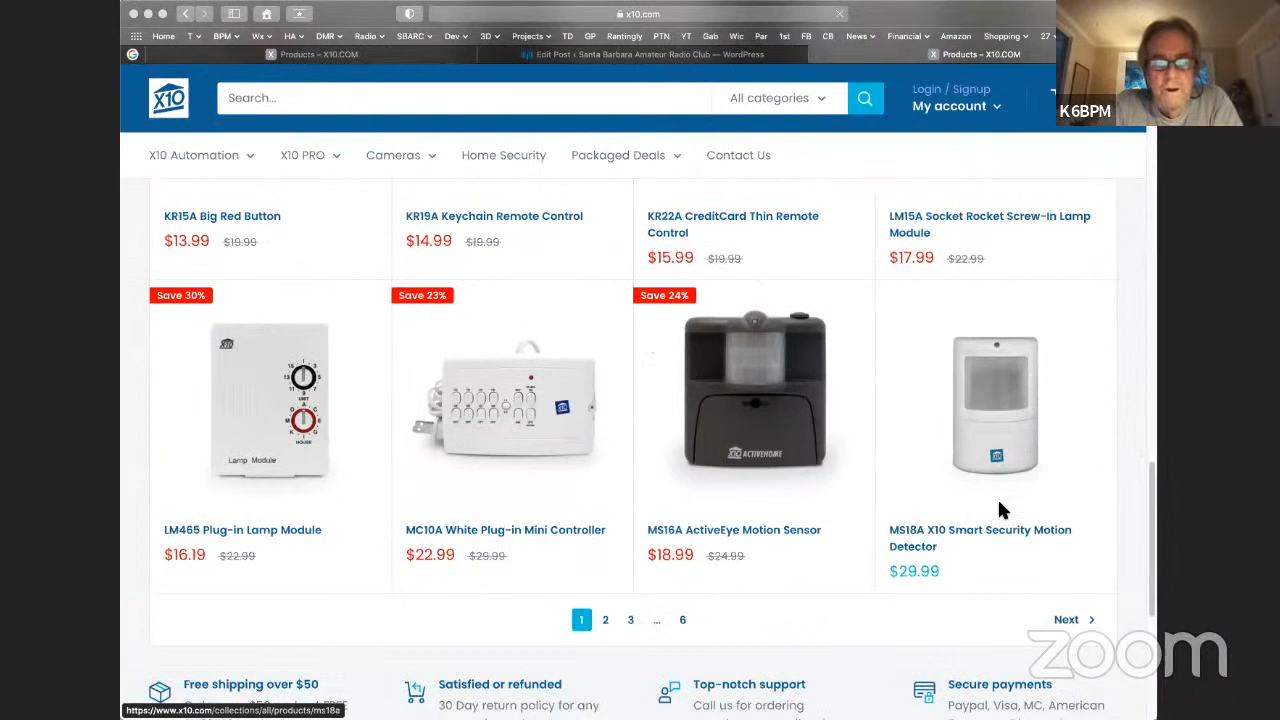 x10.com
Home T BPM Wx HA DMR Radio SBARC Dev 3D Projects TD GP Rantingly PTN YT Gab Wic Par 1st FB CB News Financial Amazon Shopping 27
Products – X10.COM
Edit Post ‹ Santa Barbara Amateur Radio Club — WordPress
Products – X10.COM
K6BPM
X10
Search...
All categories
Login / Signup
My account
X10 Automation
X10 PRO
Cameras
Home Security
Packaged Deals
Contact Us
KR15A Big Red Button
$13.99 $19.99
KR19A Keychain Remote Control
$14.99 $19.99
KR22A CreditCard Thin Remote
Control
$15.99 $19.99
LM15A Socket Rocket Screw-In Lamp
Module
$17.99 $22.99
Save 30%
X10
UNIT
HOUSE
Lamp Module
LM465 Plug-in Lamp Module
$16.19 $22.99
Save 23%
MC10A White Plug-in Mini Controller
$22.99 $29.99
Save 24%
X10 ACTIVEHOME
MS16A ActiveEye Motion Sensor
$18.99 $24.99
MS18A X10 Smart Security Motion
Detector
$29.99
1 2 3 ... 6
Next
zoom
Free shipping over $50
Satisfied or refunded
30 Day return policy for any
Top-notch support
Call us for ordering
Secure payments
Paypal, Visa, MC, American
https://www.x10.com/collections/all/products/ms18a